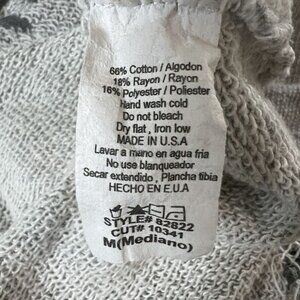 66% Cotton / Algodon
18% Rayon / Rayon
16% Polyester / Poliester
Hand wash cold
Do not bleach
Dry flat , Iron low
MADE IN U.S.A
Lavar a mano en agua fria
No use blanqueador
Secar extendido , Plancha tibia
HECHO EN E.U.A
STYLE# 82822
CUT# 10341
M(Mediano)